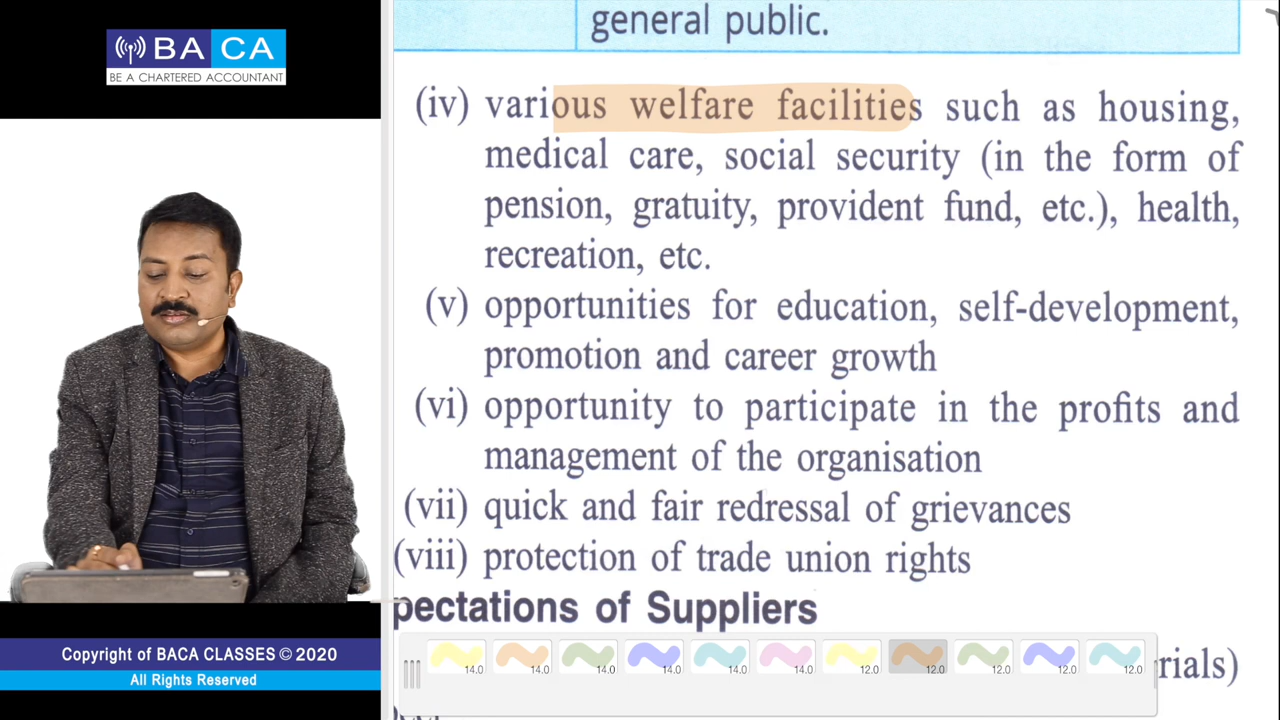 BACA
BE A CHARTERED ACCOUNTANT
general public.
(iv) various welfare facilities such as housing,
medical care, social security (in the form of
pension, gratuity, provident fund, etc.), health,
recreation, etc.
(v) opportunities for education, self-development,
promotion and career growth
(vi) opportunity to participate in the profits and
management of the organisation
(vii) quick and fair redressal of grievances
(viii) protection of trade union rights
pectations of Suppliers
14.0 14.0 14.0 14.0 14.0 14.0 12.0 12.0 12.0 12.0 12.0
rials)
Copyright of BACA CLASSES © 2020
All Rights Reserved